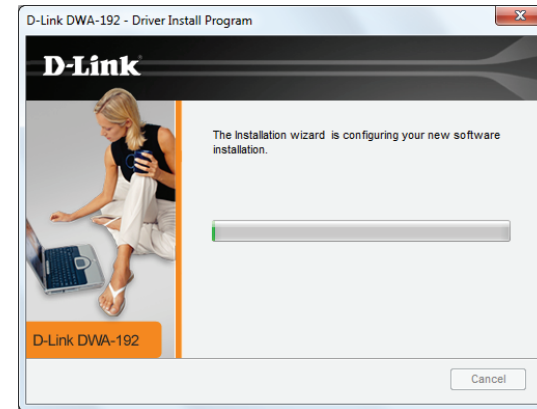 D-Link DWA-192 - Driver Install Program
D-Link
The Installation wizard is configuring your new software
installation.
D-Link DWA-192
Cancel